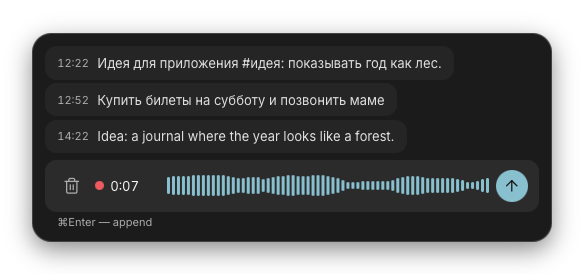 12:22 Идея для приложения #идея: показывать год как лес.
12:52 Купить билеты на субботу и позвонить маме
14:22 Idea: a journal where the year looks like a forest.
0:07
⌘Enter — append